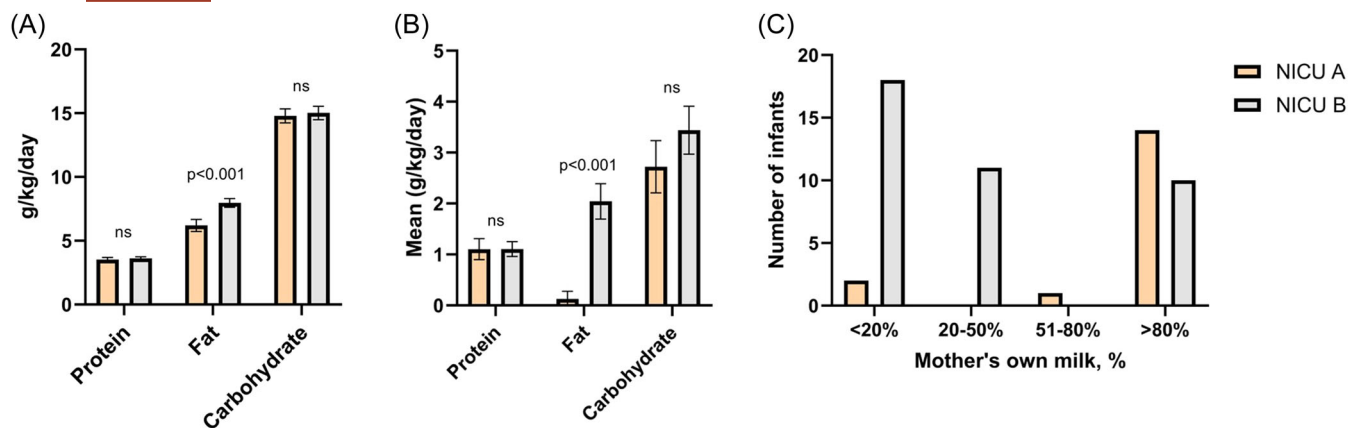 (A)
20
15
10
5
0
g/kg/day
ns
p<0.001
ns
Protein
Fat
Carbohydrate
(B)
5
4
3
2
1
0
Mean (g/kg/day)
ns
p<0.001
ns
Protein
Fat
Carbohydrate
(C)
20
15
10
5
0
Number of infants
<20%
20-50%
51-80%
>80%
Mother's own milk, %
NICU A
NICU B